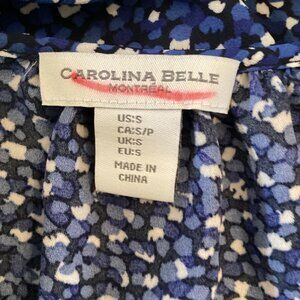 CAROLINA BELLE
MONTREAL
US:S
CA:S/P
UK:S
EU:S
MADE IN
CHINA